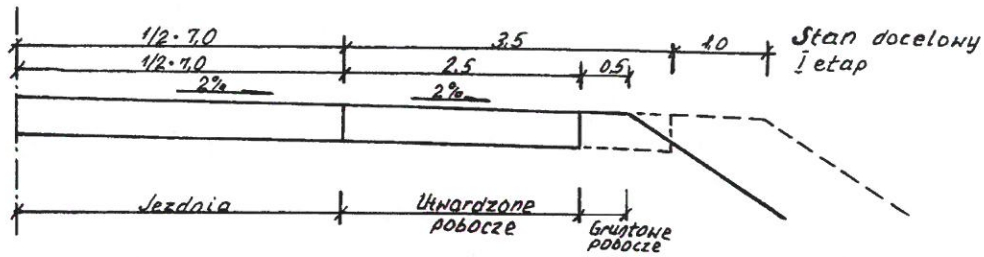 1/2·7,0 3,5 1,0 Stan docelowy
1/2·7,0 2,5 0,5 I etap
2% 2%
Jezdnia Utwardzone pobocze Gruntowe pobocze